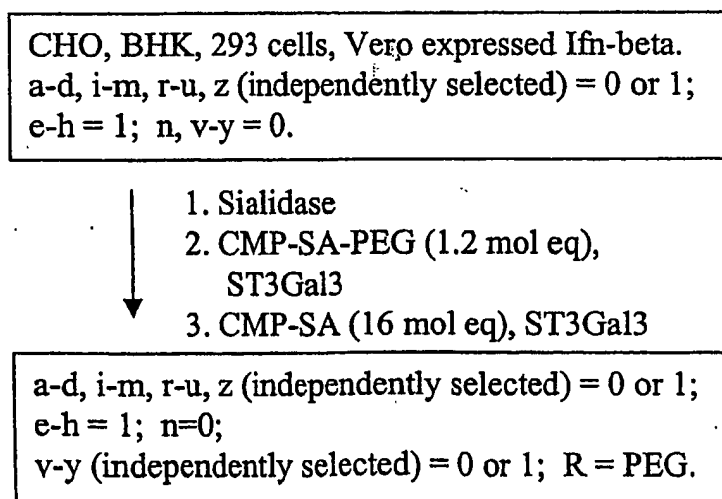 CHO, BHK, 293 cells, Vero expressed Ifn-beta.
a-d, i-m, r-u, z (independently selected) = 0 or 1;
e-h = 1; n, v-y = 0.
1. Sialidase
2. CMP-SA-PEG (1.2 mol eq),
ST3Gal3
3. CMP-SA (16 mol eq), ST3Gal3
a-d, i-m, r-u, z (independently selected) = 0 or 1;
e-h = 1; n=0;
v-y (independently selected) = 0 or 1; R = PEG.